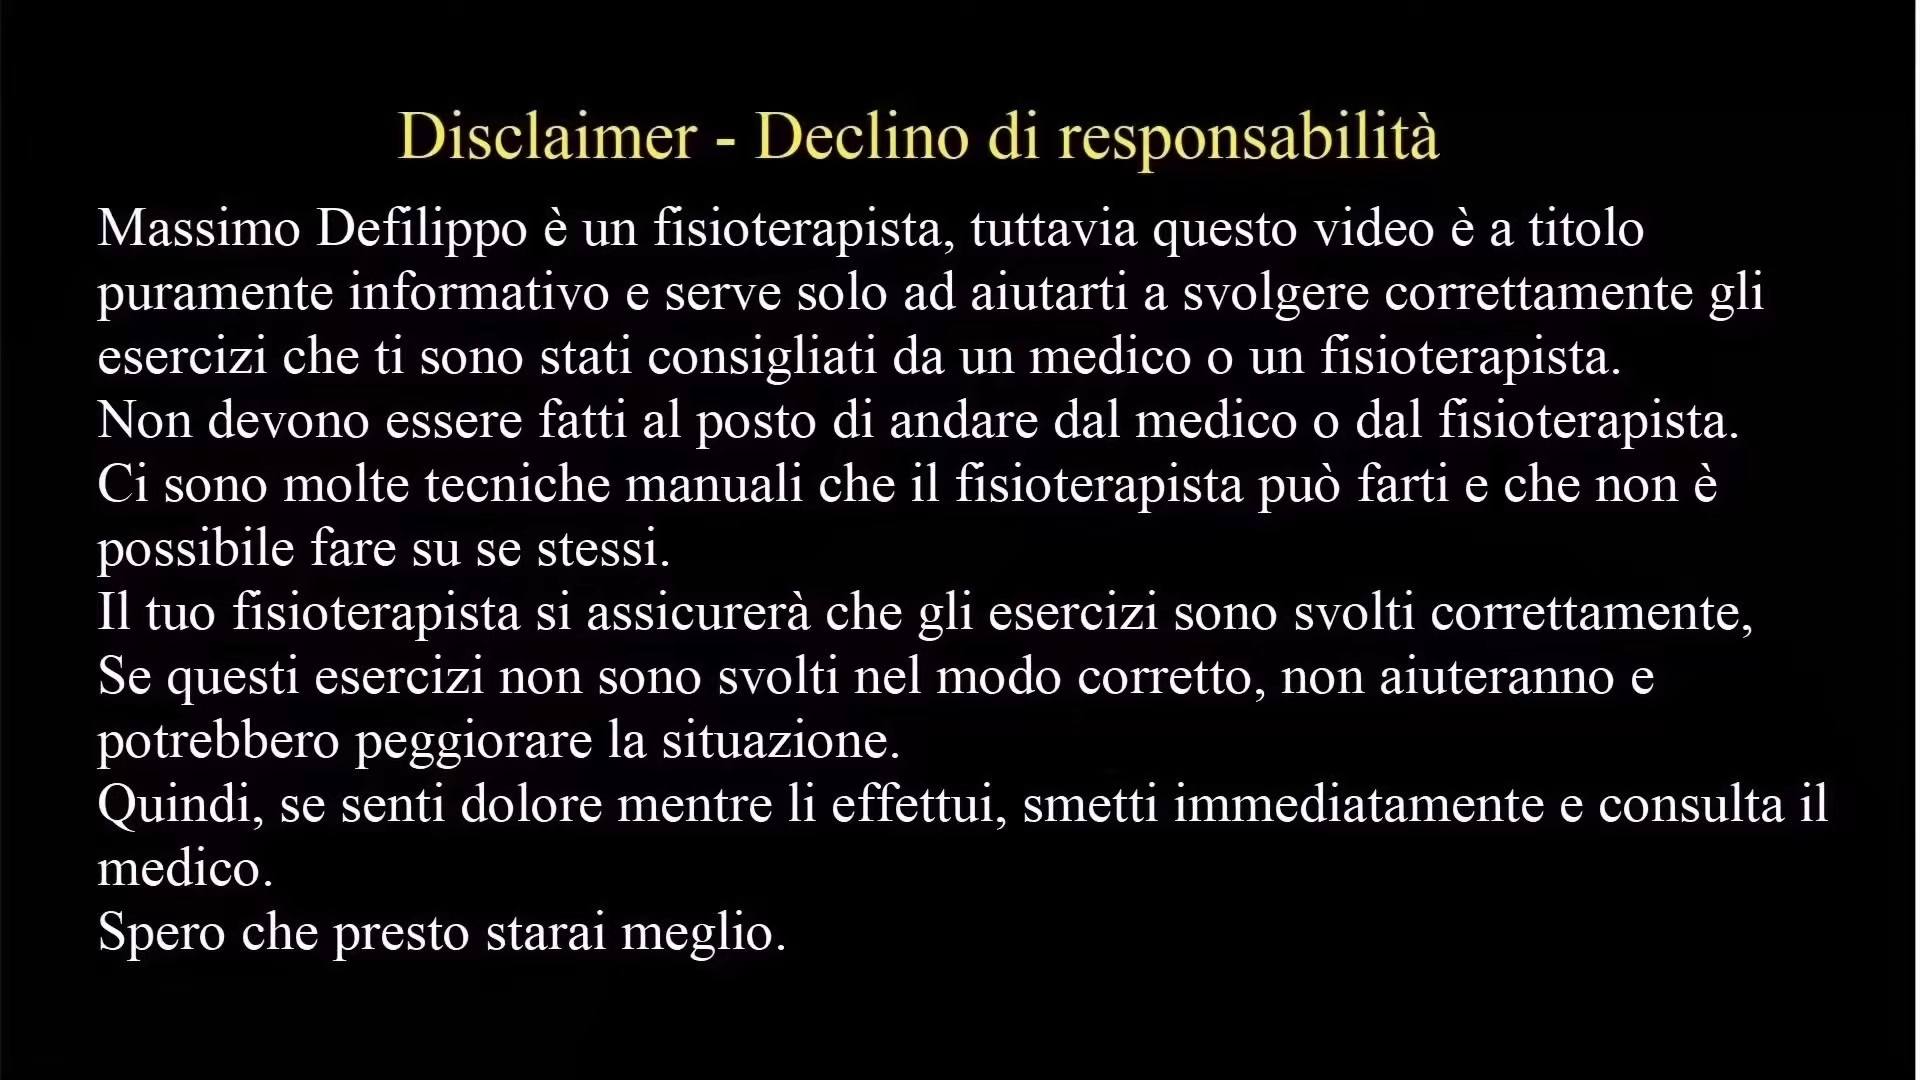 Disclaimer - Declino di responsabilità
Massimo Defilippo è un fisioterapista, tuttavia questo video è a titolo
puramente informativo e serve solo ad aiutarti a svolgere correttamente gli
esercizi che ti sono stati consigliati da un medico o un fisioterapista.
Non devono essere fatti al posto di andare dal medico o dal fisioterapista.
Ci sono molte tecniche manuali che il fisioterapista può farti e che non è
possibile fare su se stessi.
Il tuo fisioterapista si assicurerà che gli esercizi sono svolti correttamente,
Se questi esercizi non sono svolti nel modo corretto, non aiuteranno e
potrebbero peggiorare la situazione.
Quindi, se senti dolore mentre li effettui, smetti immediatamente e consulta il
medico.
Spero che presto starai meglio.